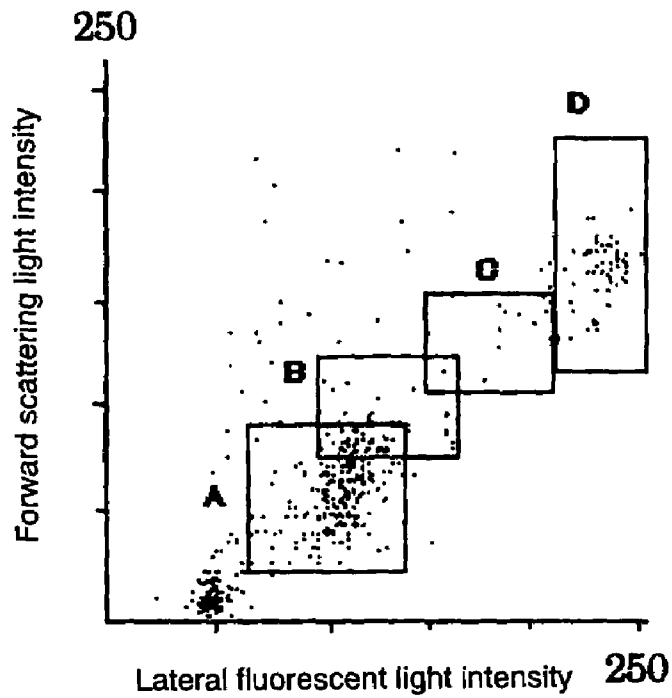 250
D
Forward scattering light intensity
C
B
A
Lateral fluorescent light intensity 250